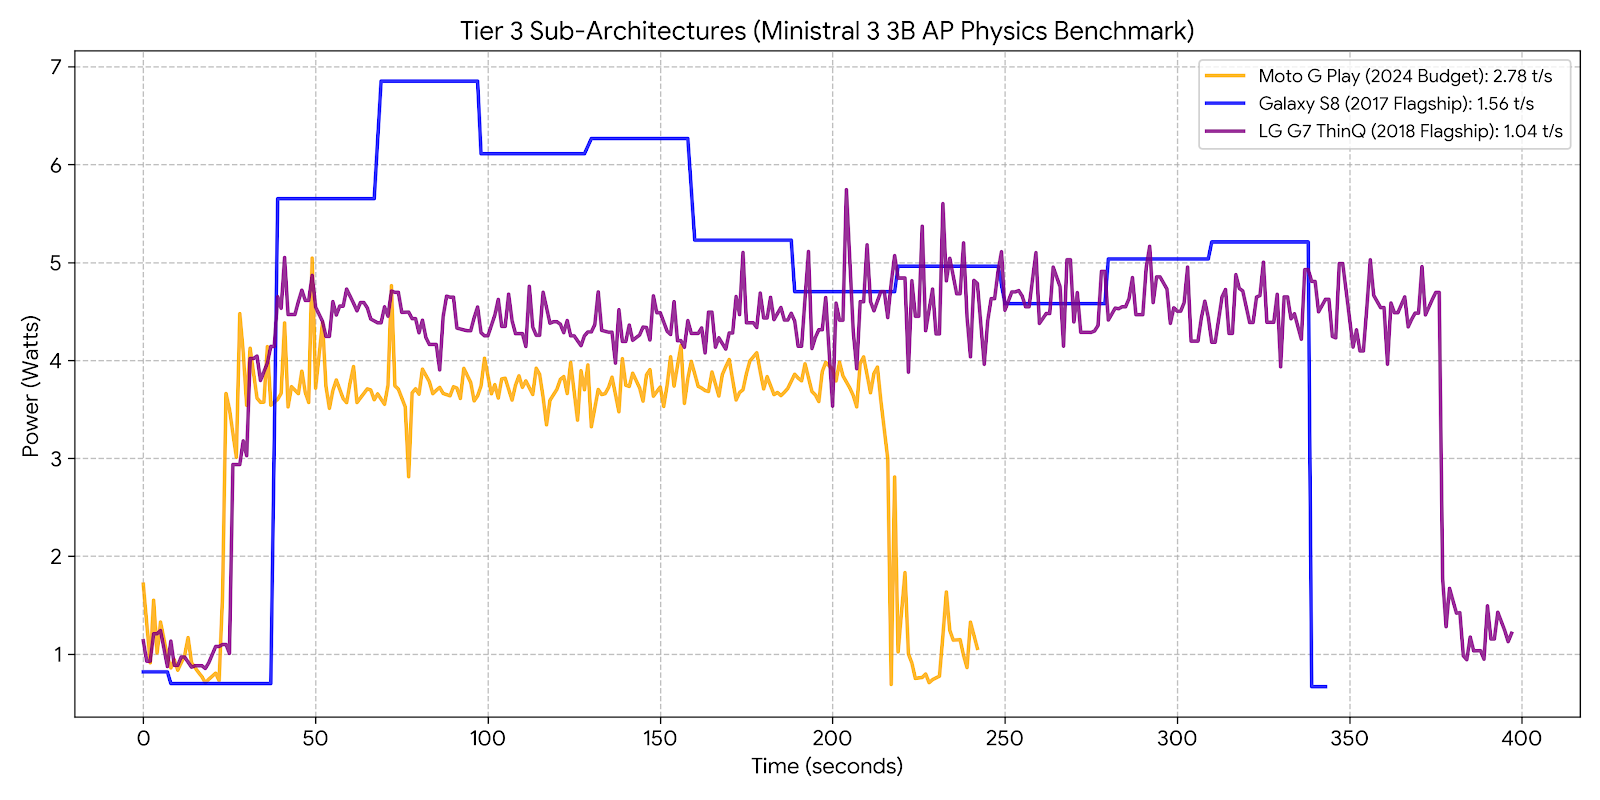 Tier 3 Sub-Architectures (Ministral 3 3B AP Physics Benchmark)
Moto G Play (2024 Budget): 2.78 t/s
Galaxy S8 (2017 Flagship): 1.56 t/s
LG G7 ThinQ (2018 Flagship): 1.04 t/s
Power (Watts)
7
6
5
4
3
2
1
0 50 100 150 200 250 300 350 400
Time (seconds)